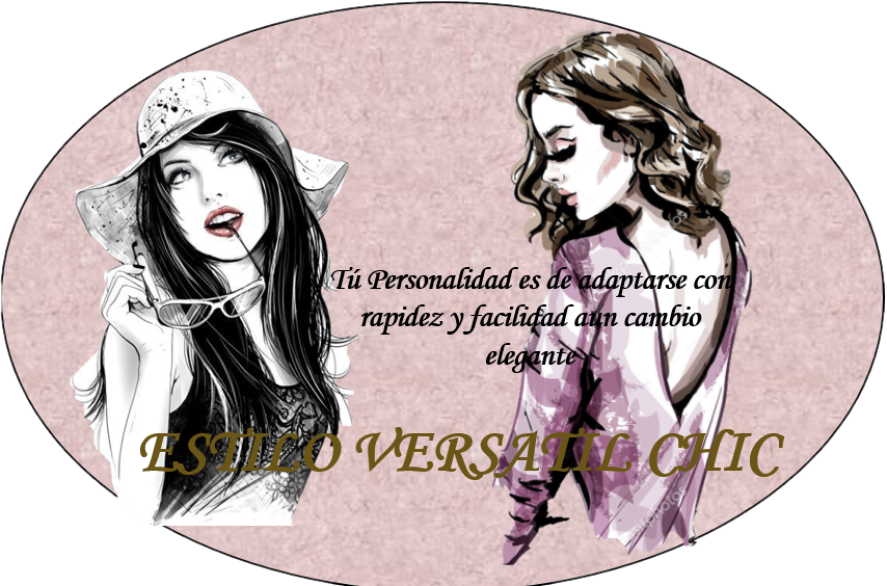 Tú Personalidad es de adaptarse con
rapidez y facilidad aun cambio
elegante
ESTILO VERSATIL CHIC